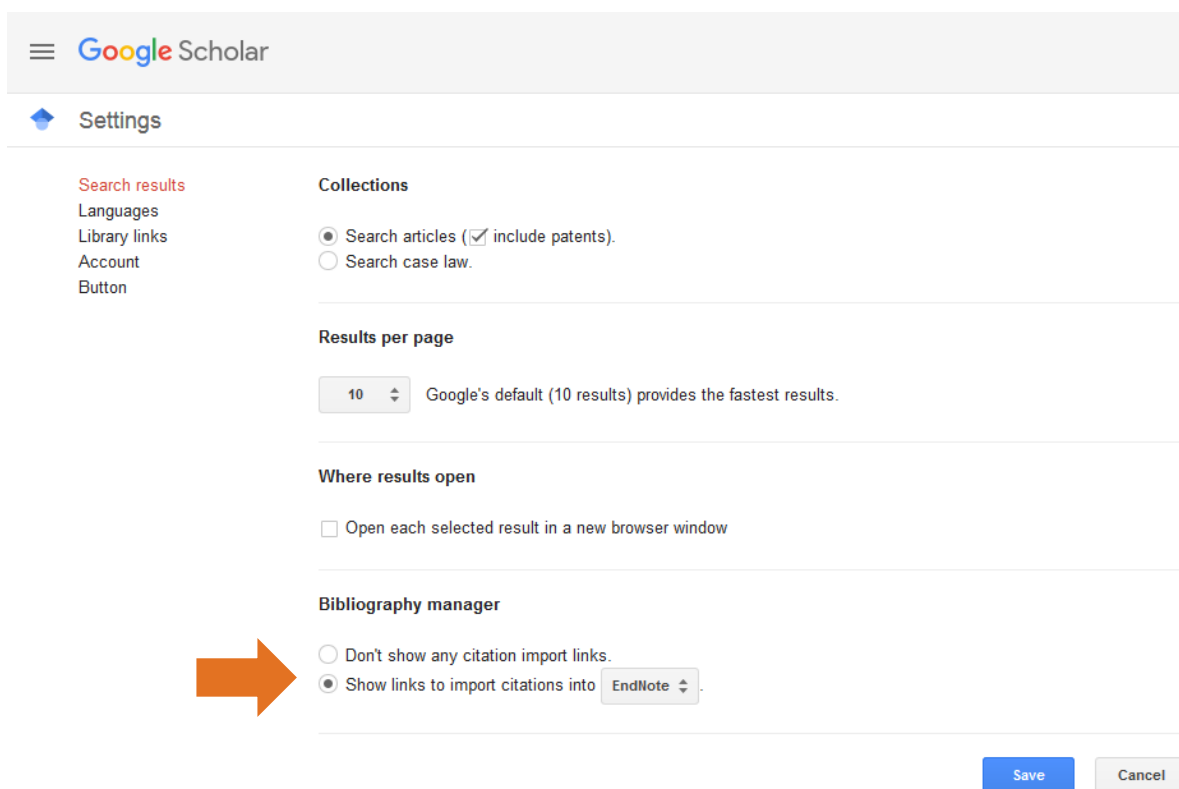 Google Scholar
Settings
Search results
Languages
Library links
Account
Button
Collections
Search articles (include patents).
Search case law.
Results per page
10 Google's default (10 results) provides the fastest results.
Where results open
Open each selected result in a new browser window
Bibliography manager
Don't show any citation import links.
Show links to import citations into EndNote .
Save Cancel